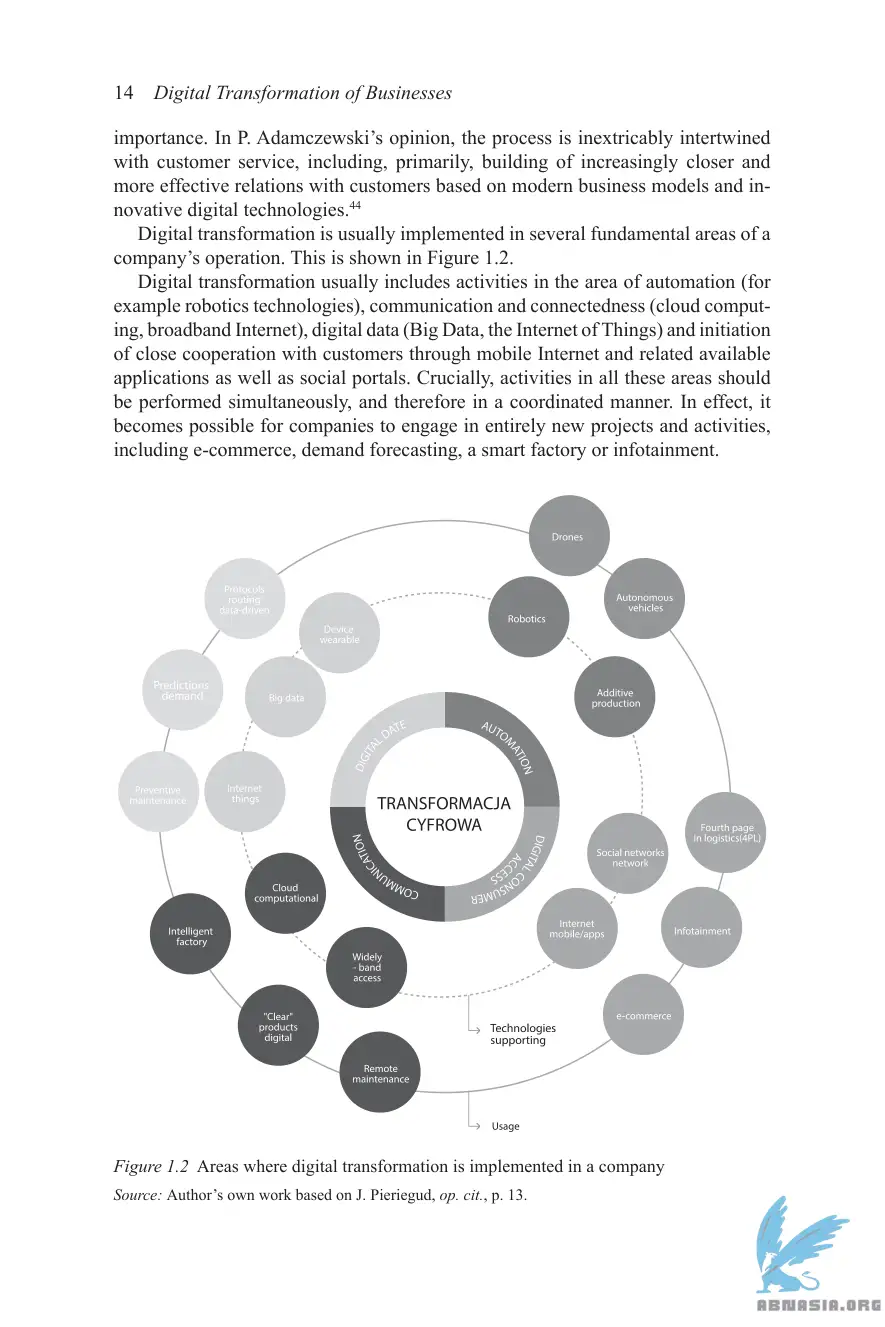 14 Digital Transformation of Businesses
importance. In P. Adamczewski's opinion, the process is inextricably intertwined
with customer service, including, primarily, building of increasingly closer and
more effective relations with customers based on modern business models and in-
novative digital technologies.44
Digital transformation is usually implemented in several fundamental areas of a
company's operation. This is shown in Figure 1.2.
Digital transformation usually includes activities in the area of automation (for
example robotics technologies), communication and connectedness (cloud comput-
ing, broadband Internet), digital data (Big Data, the Internet of Things) and initiation
of close cooperation with customers through mobile Internet and related available
applications as well as social portals. Crucially, activities in all these areas should
be performed simultaneously, and therefore in a coordinated manner. In effect, it
becomes possible for companies to engage in entirely new projects and activities,
including e-commerce, demand forecasting, a smart factory or infotainment.
Drones
Protocols
routing
data-driven
Autonomous
vehicles
Robotics
Device
wearable
Predictions
demand
Big data
Additive
production
DIGITAL DATE
AUTOMATION
Preventive
maintenance
Internet
things
TRANSFORMACJA
CYFROWA
Fourth page
in logistics(4PL)
Social networks
network
COMMUNICATION
DIGITAL CONSUMER
ACCESS
Cloud
computational
Intelligent
factory
Internet
mobile/apps
Infotainment
Widely
- band
access
"Clear"
products
digital
e-commerce
Technologies
supporting
Remote
maintenance
Usage
Figure 1.2 Areas where digital transformation is implemented in a company
Source: Author's own work based on J. Pieriegud, op. cit., p. 13.
ABNASIA.ORG